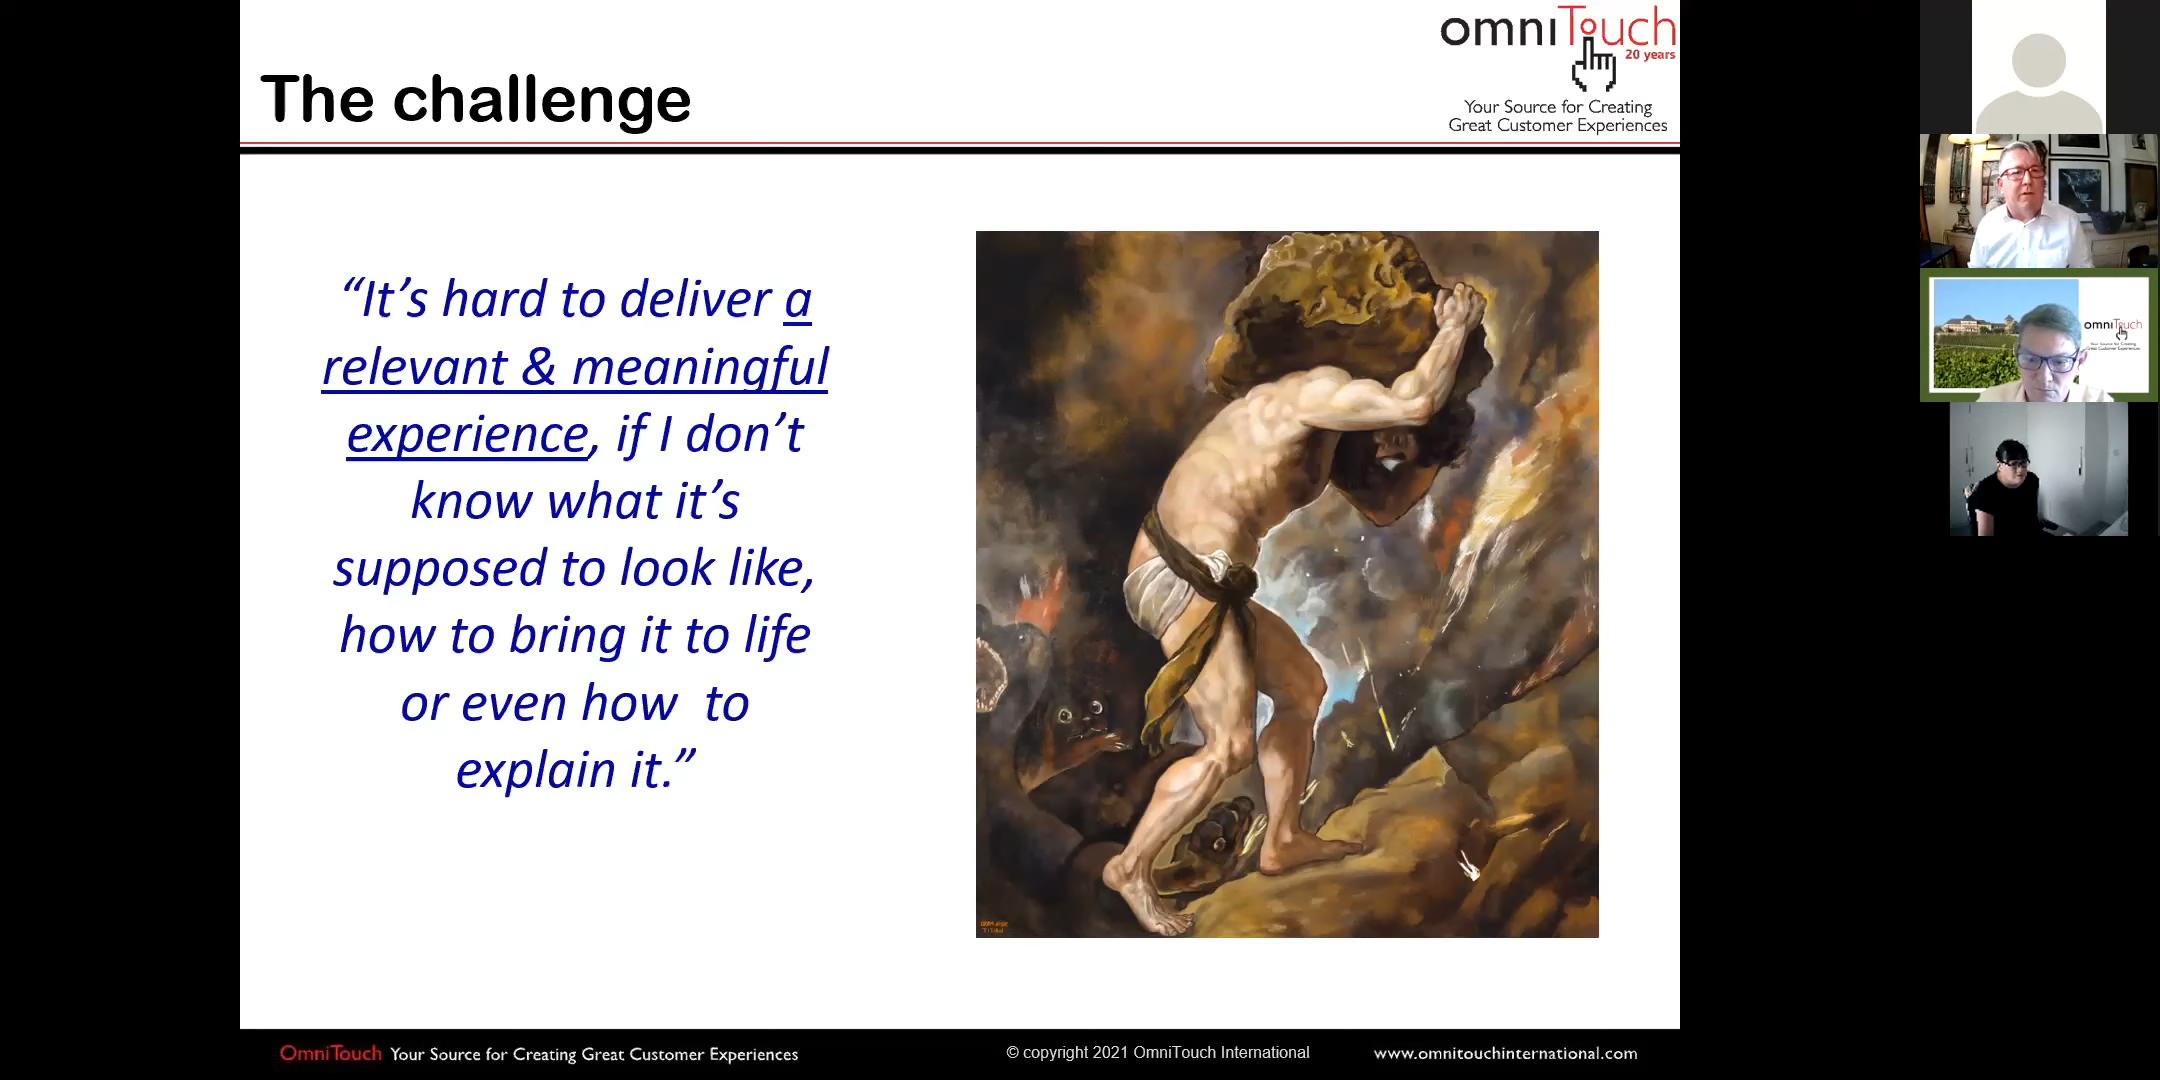 The challenge
omniTouch
20 years
Your Source for Creating
Great Customer Experiences
“It’s hard to deliver a
relevant & meaningful
experience, if I don’t
know what it’s
supposed to look like,
how to bring it to life
or even how  to
explain it.”
OmniTouch Your Source for Creating Great Customer Experiences
© copyright 2021 OmniTouch International
www.omnitouchinternational.com
omniTouch